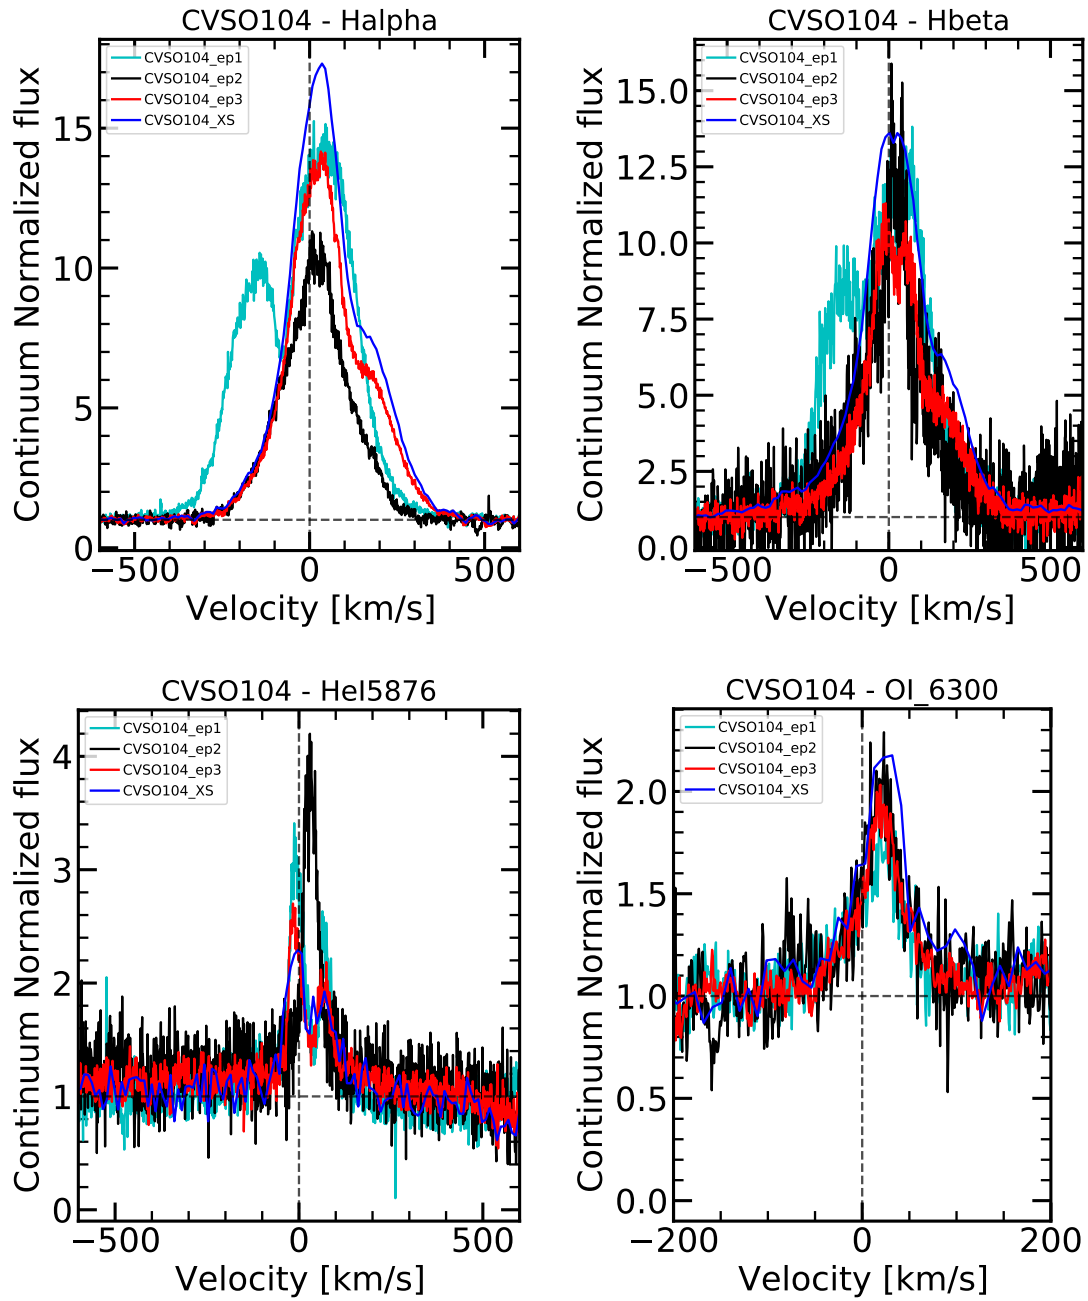 CVSO104 - Halpha
CVSO104_ep1
CVSO104_ep2
CVSO104_ep3
CVSO104_XS
Continuum Normalized flux
15
10
5
0
−500
0
500
Velocity [km/s]
CVSO104 - Hbeta
CVSO104_ep1
CVSO104_ep2
CVSO104_ep3
CVSO104_XS
Continuum Normalized flux
15.0
12.5
10.0
7.5
5.0
2.5
0.0
−500
0
500
Velocity [km/s]
CVSO104 - HeI5876
CVSO104_ep1
CVSO104_ep2
CVSO104_ep3
CVSO104_XS
Continuum Normalized flux
4
3
2
1
0
−500
0
500
Velocity [km/s]
CVSO104 - OI_6300
CVSO104_ep1
CVSO104_ep2
CVSO104_ep3
CVSO104_XS
Continuum Normalized flux
2.0
1.5
1.0
0.5
0.0
−200
0
200
Velocity [km/s]